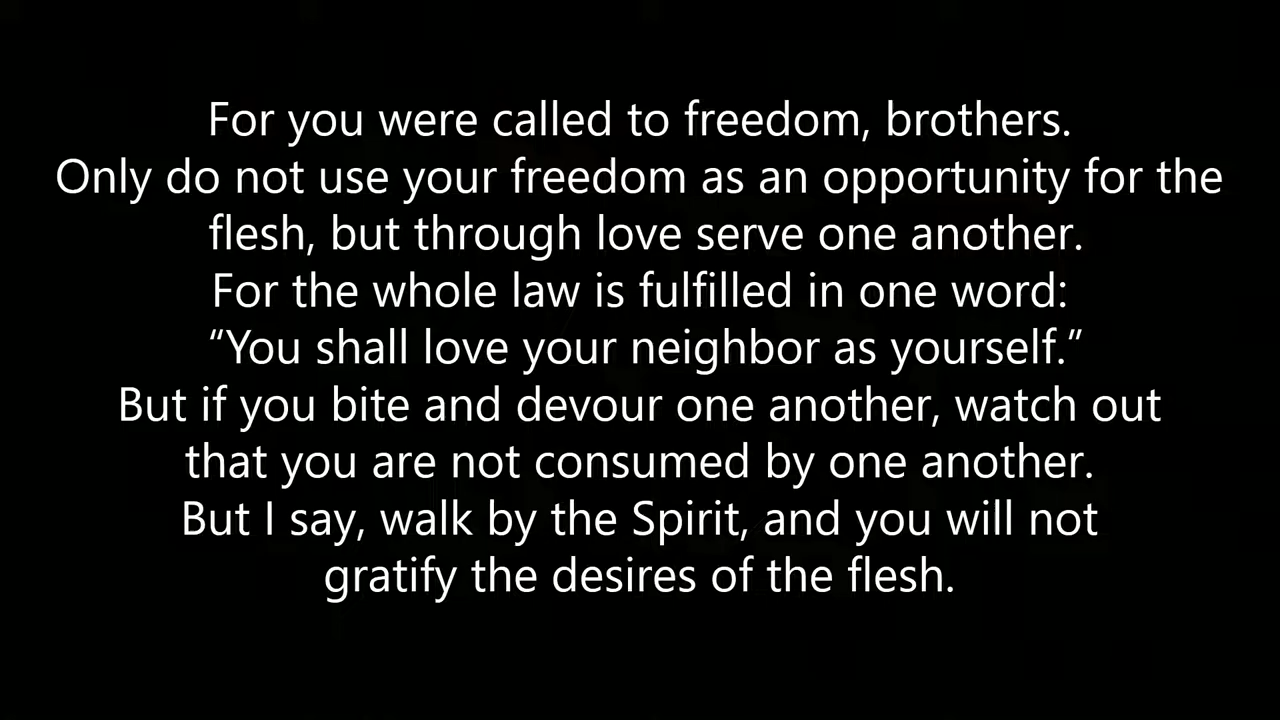 For you were called to freedom, brothers.
Only do not use your freedom as an opportunity for the
flesh, but through love serve one another.
For the whole law is fulfilled in one word:
“You shall love your neighbor as yourself.”
But if you bite and devour one another, watch out
that you are not consumed by one another.
But I say, walk by the Spirit, and you will not
gratify the desires of the flesh.